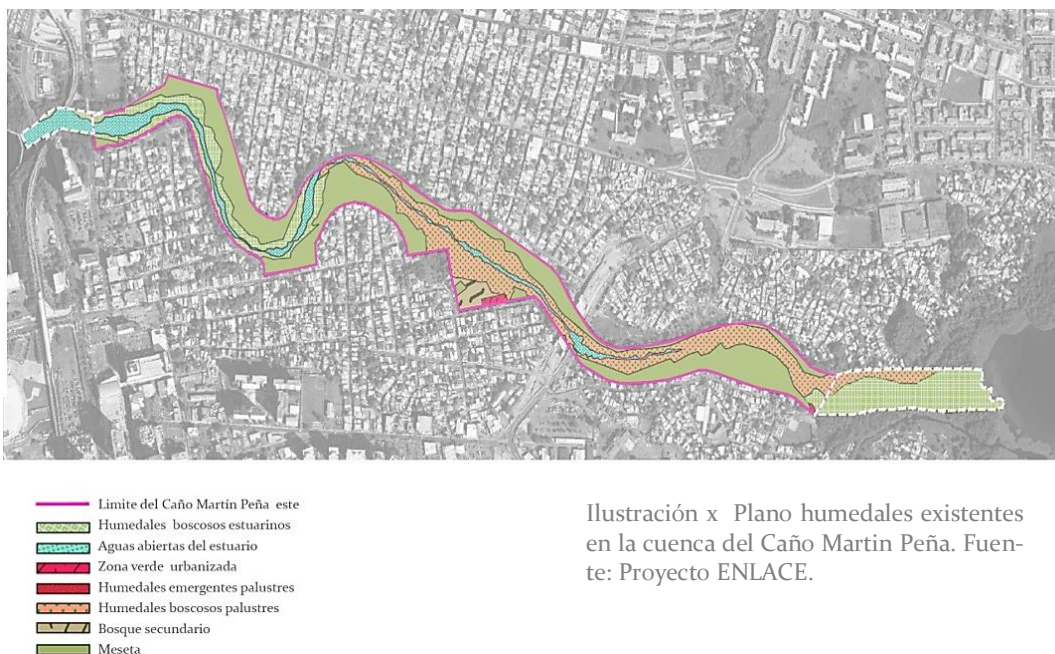 Limite del Caño Martín Peña este
Humedales boscosos estuarinos
Aguas abiertas del estuario
Zona verde urbanizada
Humedales emergentes palustres
Humedales boscosos palustres
Bosque secundario
Meseta
Ilustración x Plano humedales existentes
en la cuenca del Caño Martin Peña. Fuen-
te: Proyecto ENLACE.